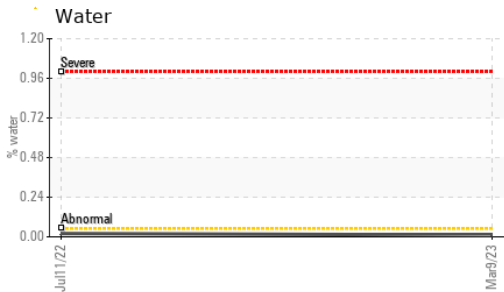 Water
1.20
Severe
0.96
0.72
% water
0.48
0.24
Abnormal
0.00
Jul11/22
Mar9/23